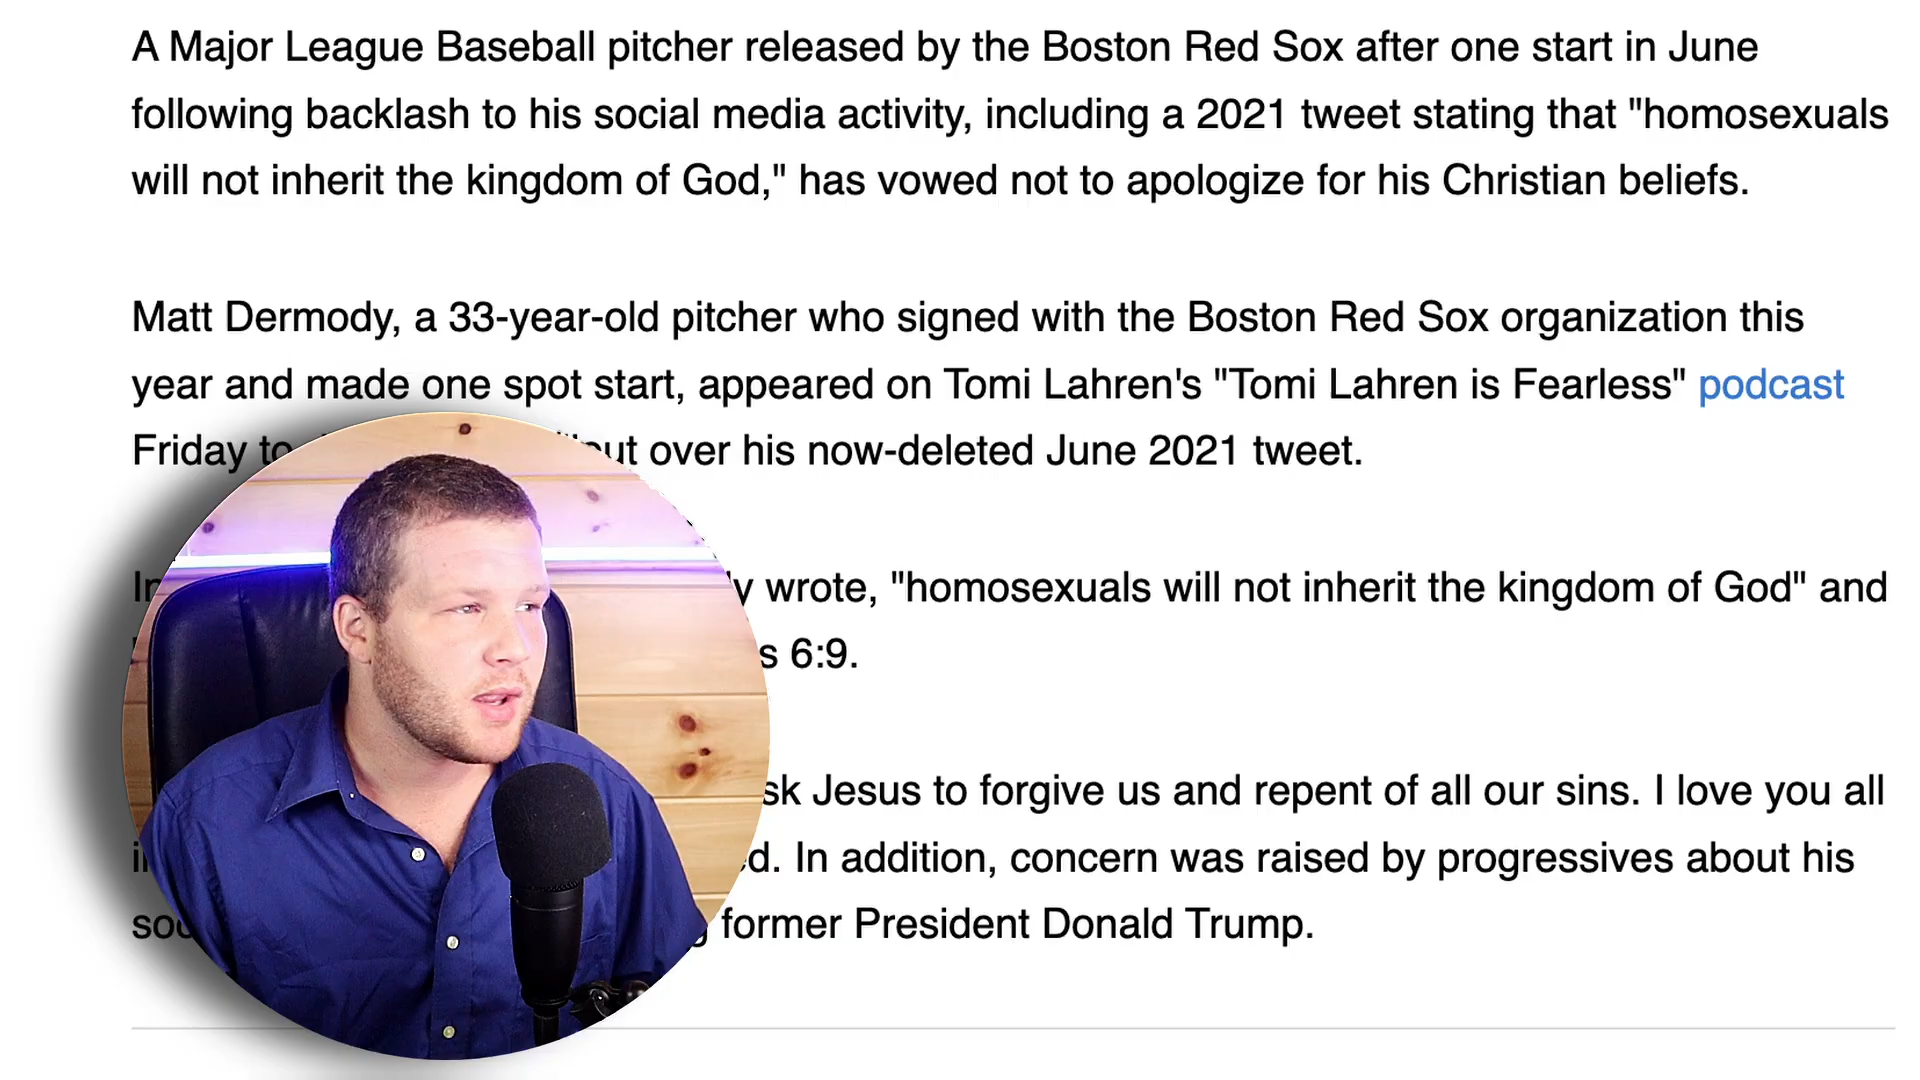 A Major League Baseball pitcher released by the Boston Red Sox after one start in June
following backlash to his social media activity, including a 2021 tweet stating that "homosexuals
will not inherit the kingdom of God," has vowed not to apologize for his Christian beliefs.
Matt Dermody, a 33-year-old pitcher who signed with the Boston Red Sox organization this
year and made one spot start, appeared on Tomi Lahren's "Tomi Lahren is Fearless" podcast
Friday over his now-deleted June 2021 tweet.
wrote, "homosexuals will not inherit the kingdom of God" and
6:9.
Jesus to forgive us and repent of all our sins. I love you all
In addition, concern was raised by progressives about his
former President Donald Trump.